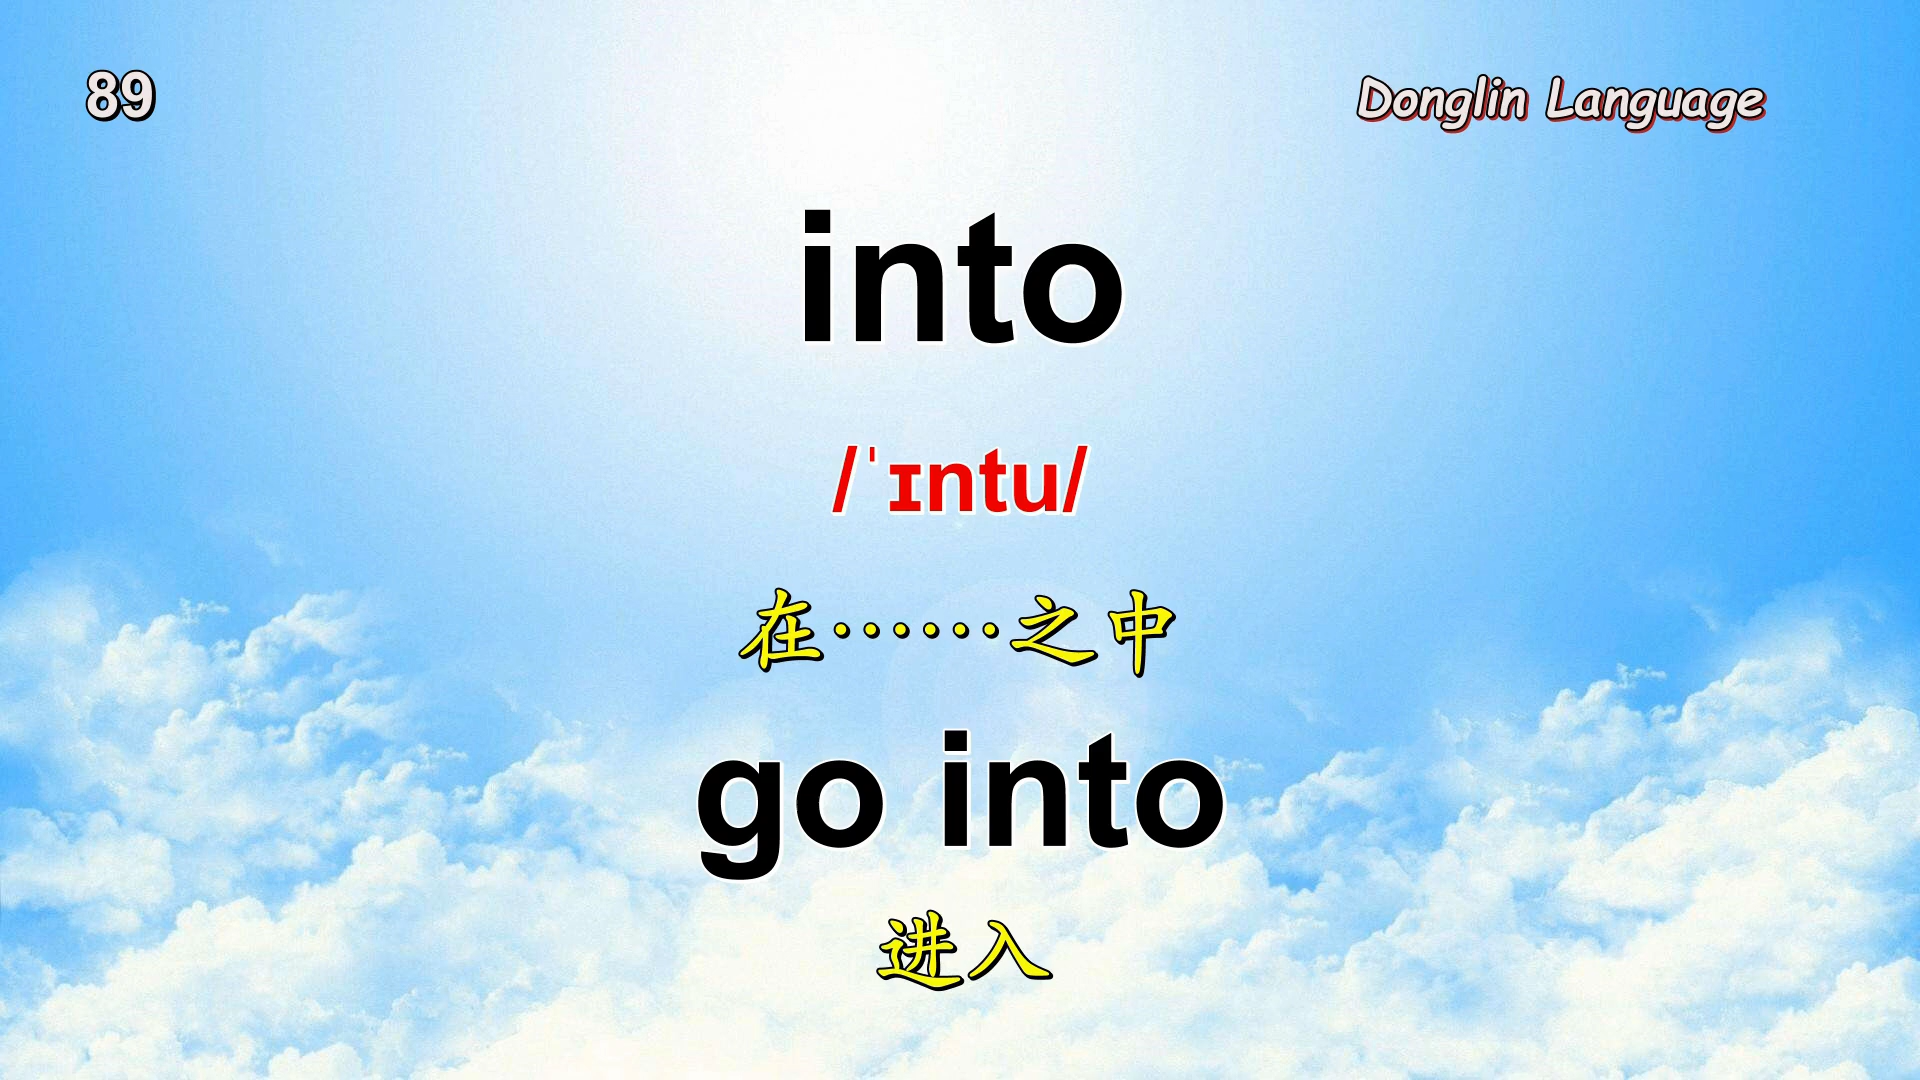 89
Donglin Language
into
/ˈɪntu/
在……之中
go into
进入